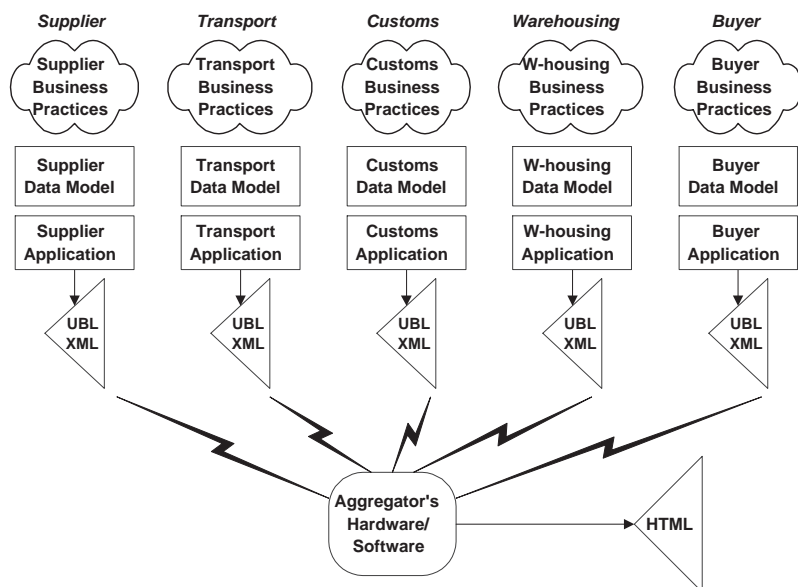 Supplier
Transport
Customs
Warehousing
Buyer
Supplier
Business
Practices
Transport
Business
Practices
Customs
Business
Practices
W-housing
Business
Practices
Buyer
Business
Practices
Supplier
Data Model
Transport
Data Model
Customs
Data Model
W-housing
Data Model
Buyer
Data Model
Supplier
Application
Transport
Application
Customs
Application
W-housing
Application
Buyer
Application
UBL
XML
UBL
XML
UBL
XML
UBL
XML
UBL
XML
Aggregator's
Hardware/
Software
HTML